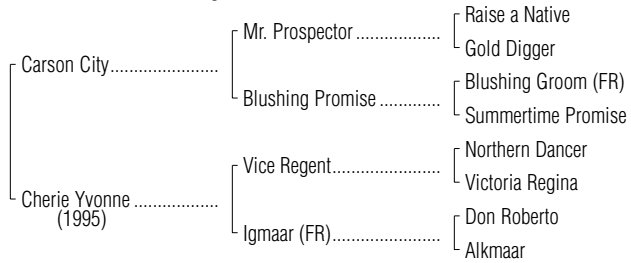 Raise a Native
Mr. Prospector ..................
Gold Digger
Carson City.......................
Blushing Groom (FR)
Blushing Promise .............
Summertime Promise
Northern Dancer
Vice Regent.......................
Victoria Regina
Cherie Yvonne ..................
(1995)
Don Roberto
Igmaar (FR).......................
Alkmaar